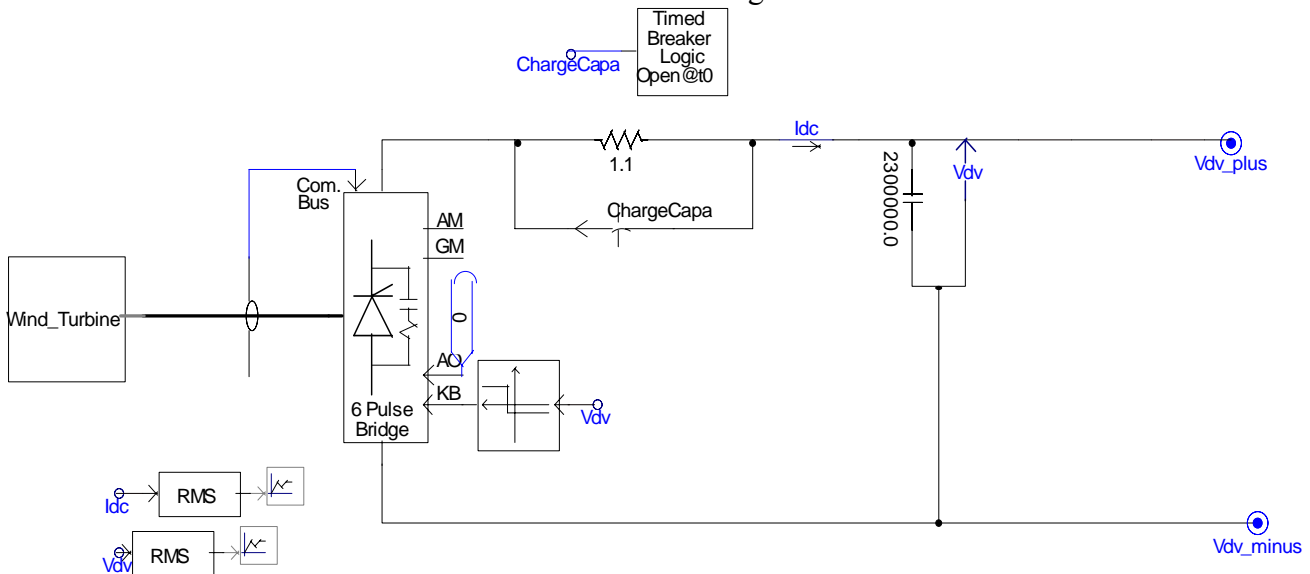 Timed
Breaker
Logic
Open@t0
ChargeCapa
Idc
1.1
2300000.0
Vdv
Vdv_plus
Com.
Bus
ChargeCapa
AM
GM
Wind_Turbine
0
AO
KB
6 Pulse
Bridge
Vdv
Idc
RMS
Vdv
RMS
Vdv_minus